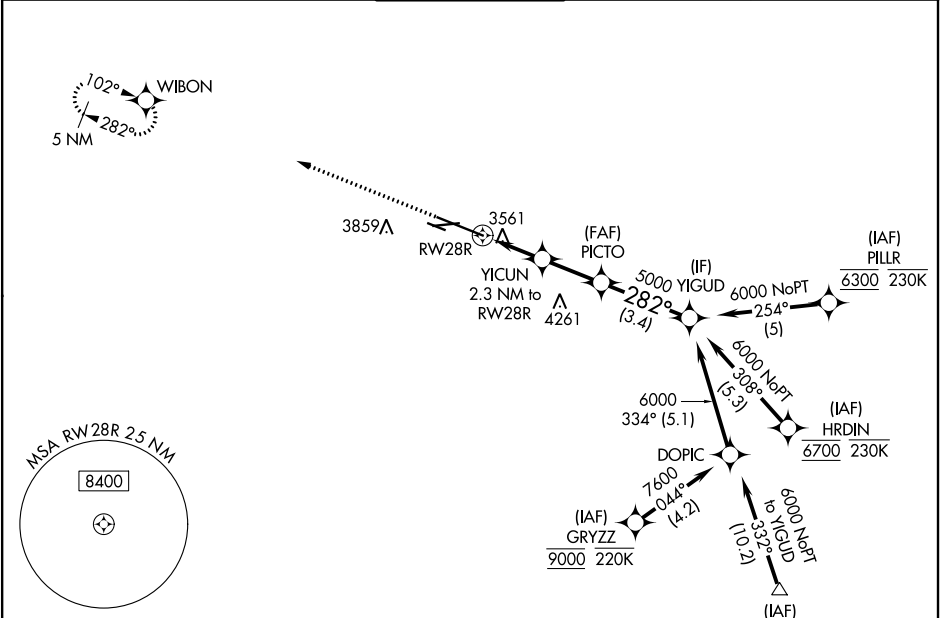 102°
WIBON
282°
5 NM
3859
3561
RW28R
(FAF)
PICTO
YICUN
2.3 NM to
RW28R
4261
5000
282°
(3.4)
(IF)
YIGUD
6000 NoPT
254°
(5)
(IAF)
PILLR
6300 230K
6000 NoPT
308°
(5.3)
(IAF)
HRDIN
6700 230K
6000
334° (5.1)
DOPIC
7600
044°
(4.2)
(IAF)
GRYZZ
9000 220K
6000 NoPT
to YIGUD
332°
(10.2)
(IAF)
MSA RW28R 25 NM
8400